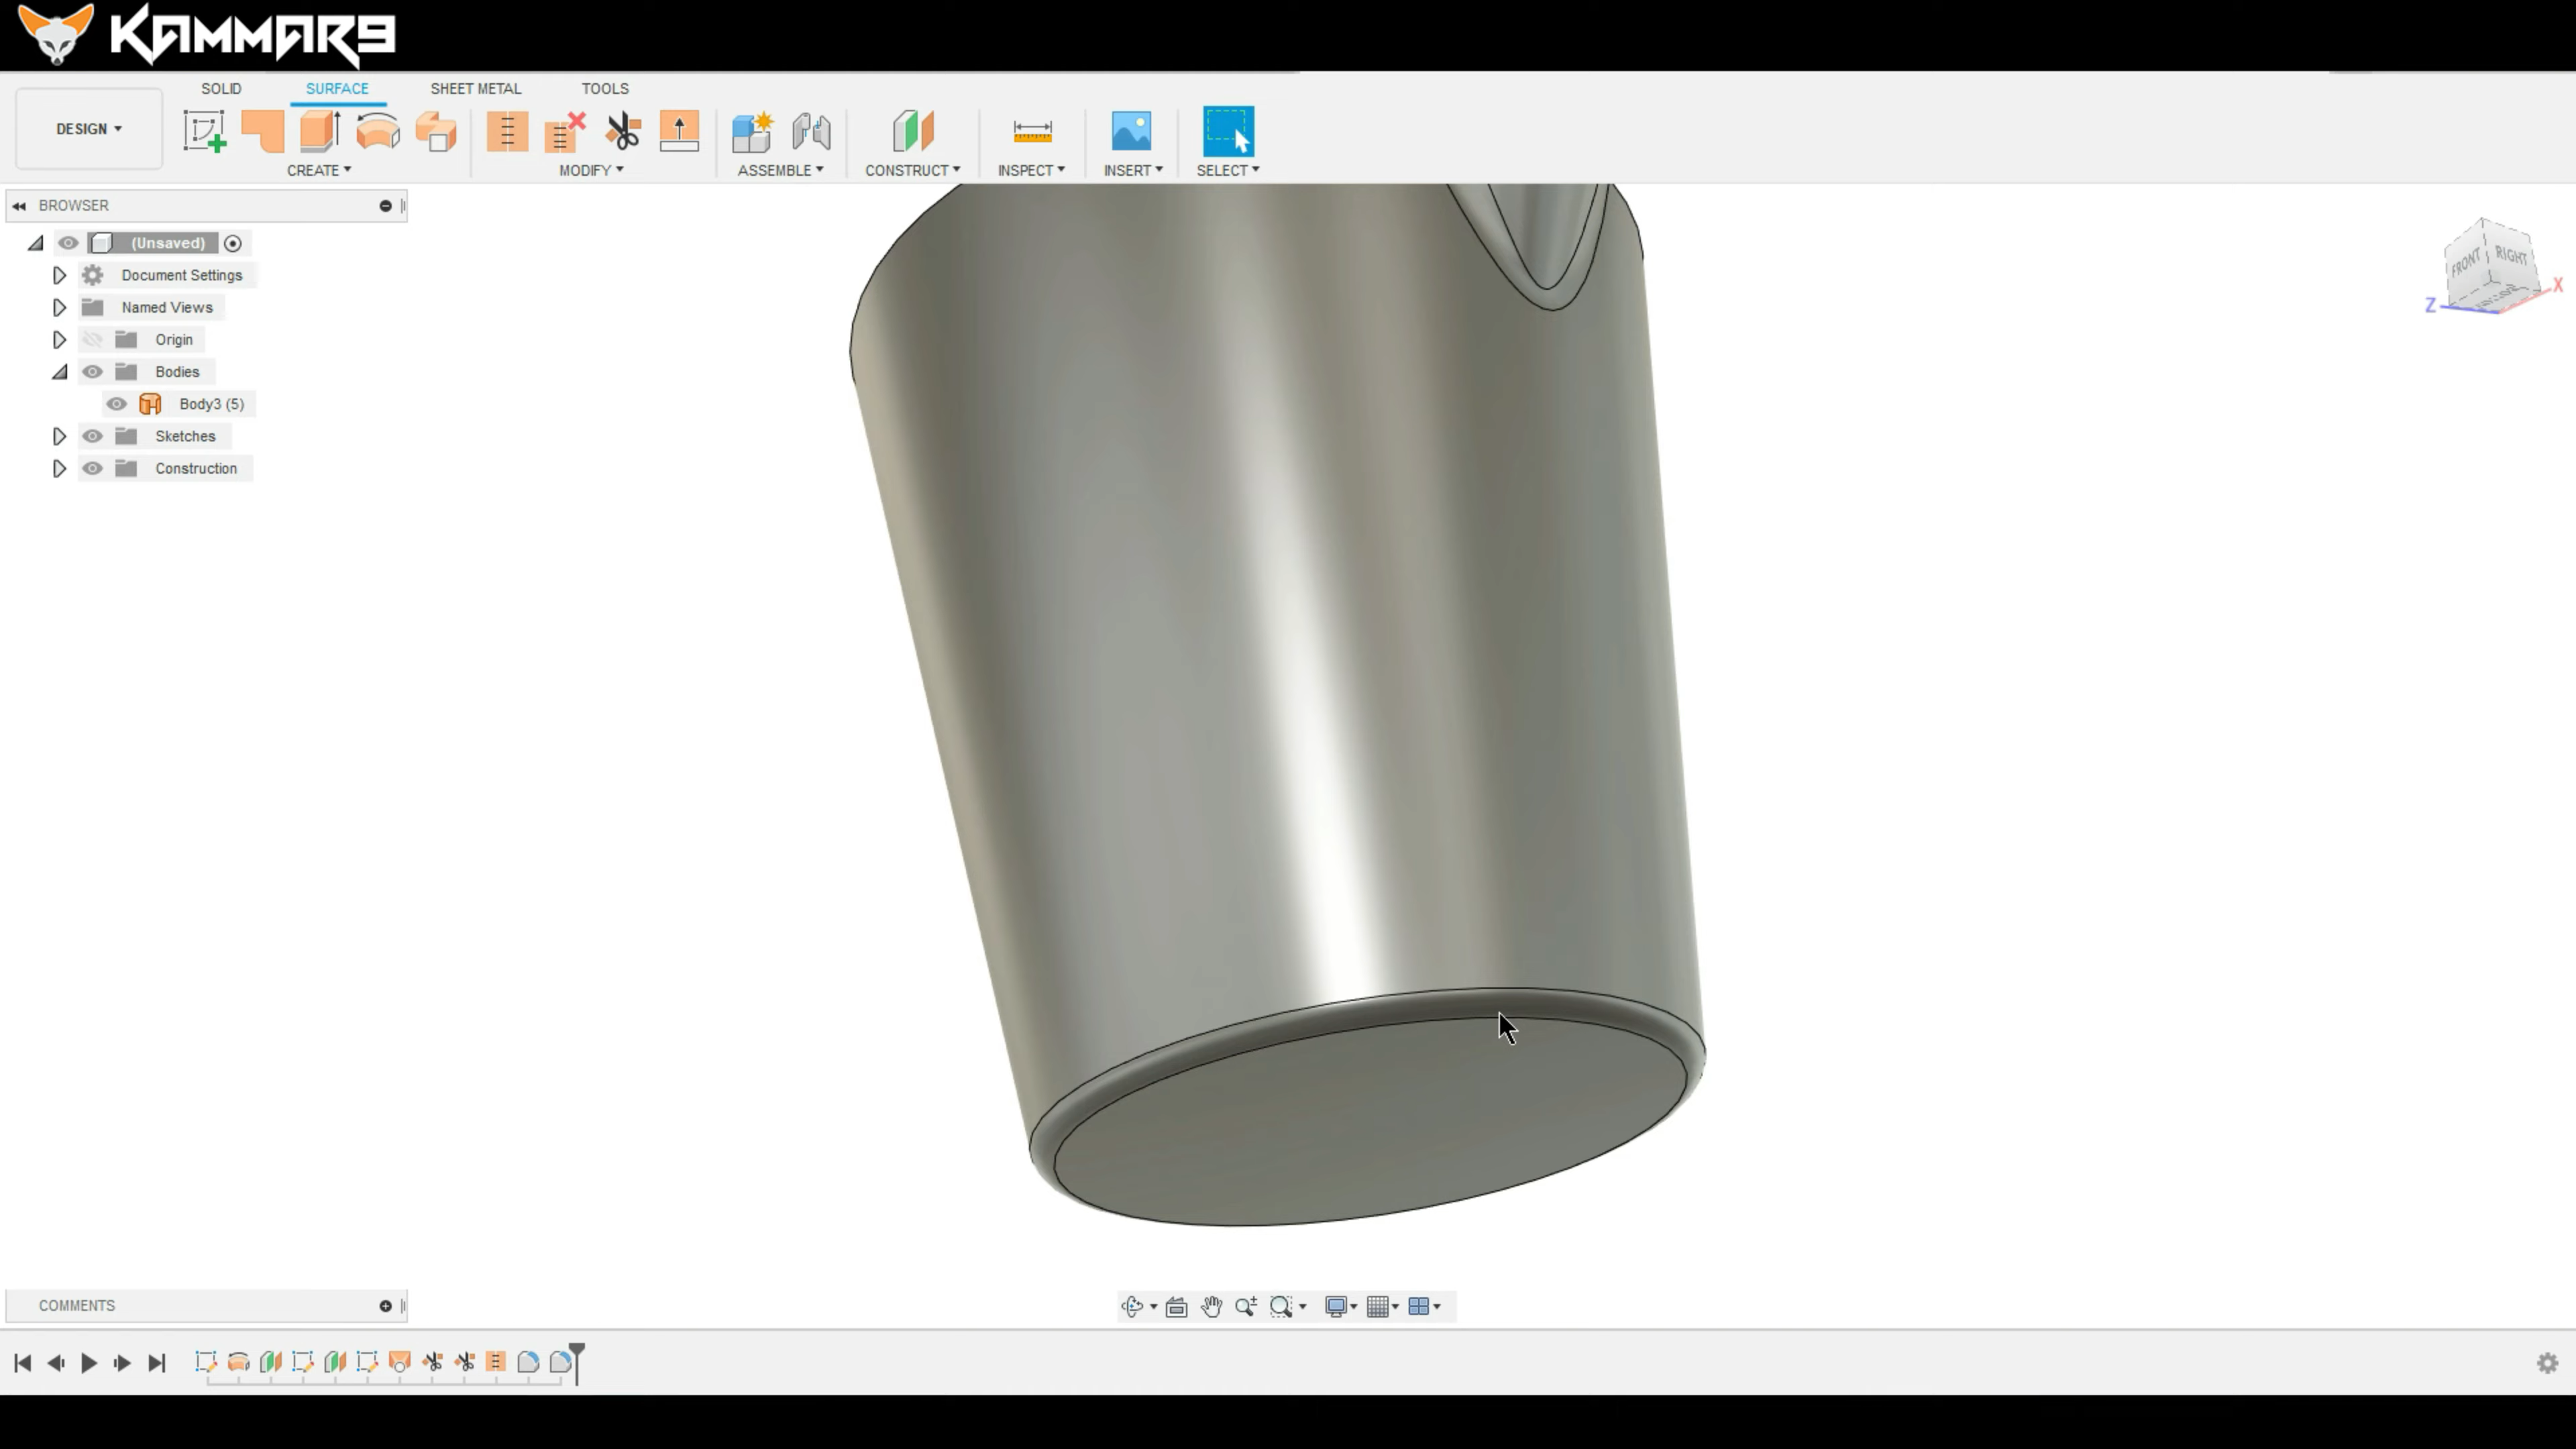 KAMMAR9
SOLID SURFACE SHEET METAL TOOLS
DESIGN
CREATE MODIFY ASSEMBLE CONSTRUCT INSPECT INSERT SELECT
BROWSER
(Unsaved)
Document Settings
Named Views
Origin
Bodies
Body3 (5)
Sketches
Construction
FRONT RIGHT
Z X
COMMENTS